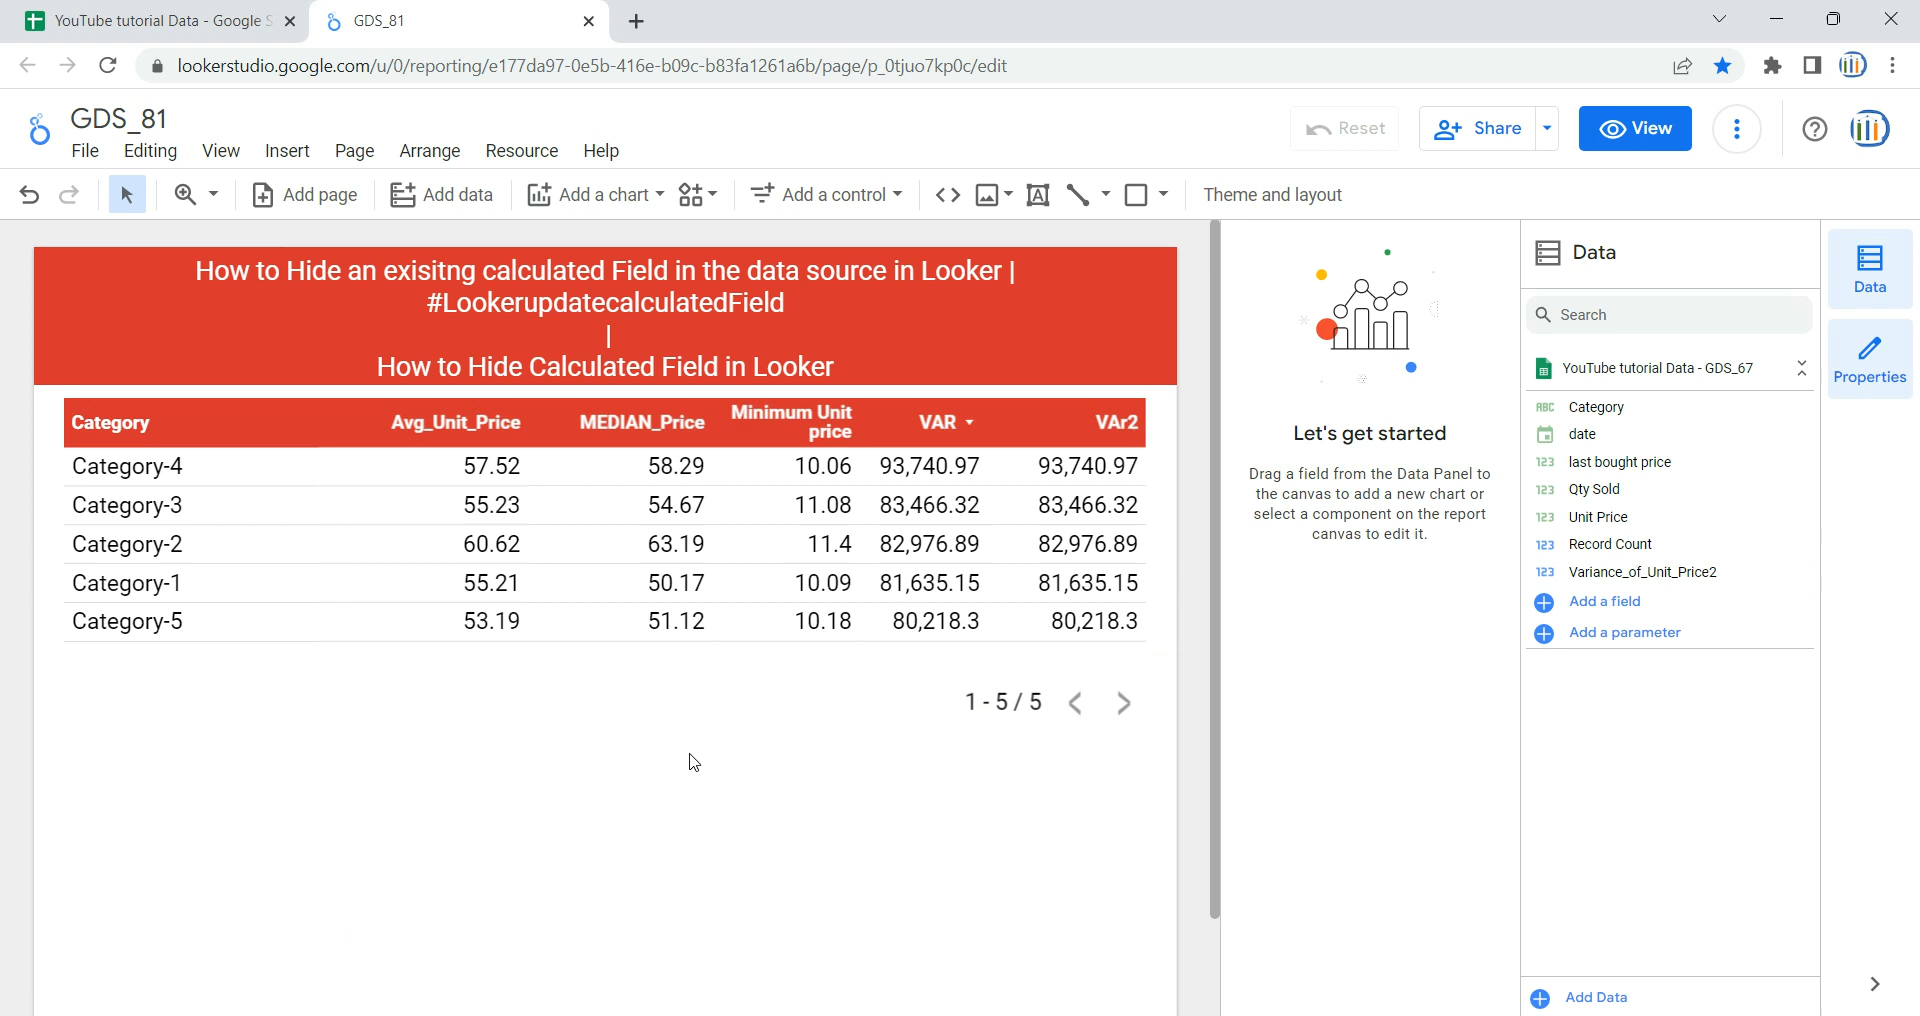 YouTube tutorial Data - Google S
GDS_81
lookerstudio.google.com/u/0/reporting/e177da97-0e5b-416e-b09c-b83fa1261a6b/page/p_0tjuo7kp0c/edit
GDS_81
File Editing View Insert Page Arrange Resource Help
Reset
Share
View
Add page
Add data
Add a chart
Add a control
Theme and layout
How to Hide an exisitng calculated Field in the data source in Looker |
#LookerupdatecalculatedField
|
How to Hide Calculated Field in Looker
Category Avg_Unit_Price MEDIAN_Price Minimum Unit price VAR VAr2
Category-4 57.52 58.29 10.06 93,740.97 93,740.97
Category-3 55.23 54.67 11.08 83,466.32 83,466.32
Category-2 60.62 63.19 11.4 82,976.89 82,976.89
Category-1 55.21 50.17 10.09 81,635.15 81,635.15
Category-5 53.19 51.12 10.18 80,218.3 80,218.3
1 - 5 / 5
Let's get started
Drag a field from the Data Panel to
the canvas to add a new chart or
select a component on the report
canvas to edit it.
Data
Search
YouTube tutorial Data - GDS_67
ABC Category
date
123 last bought price
123 Qty Sold
123 Unit Price
123 Record Count
123 Variance_of_Unit_Price2
Add a field
Add a parameter
Add Data
Data
Properties